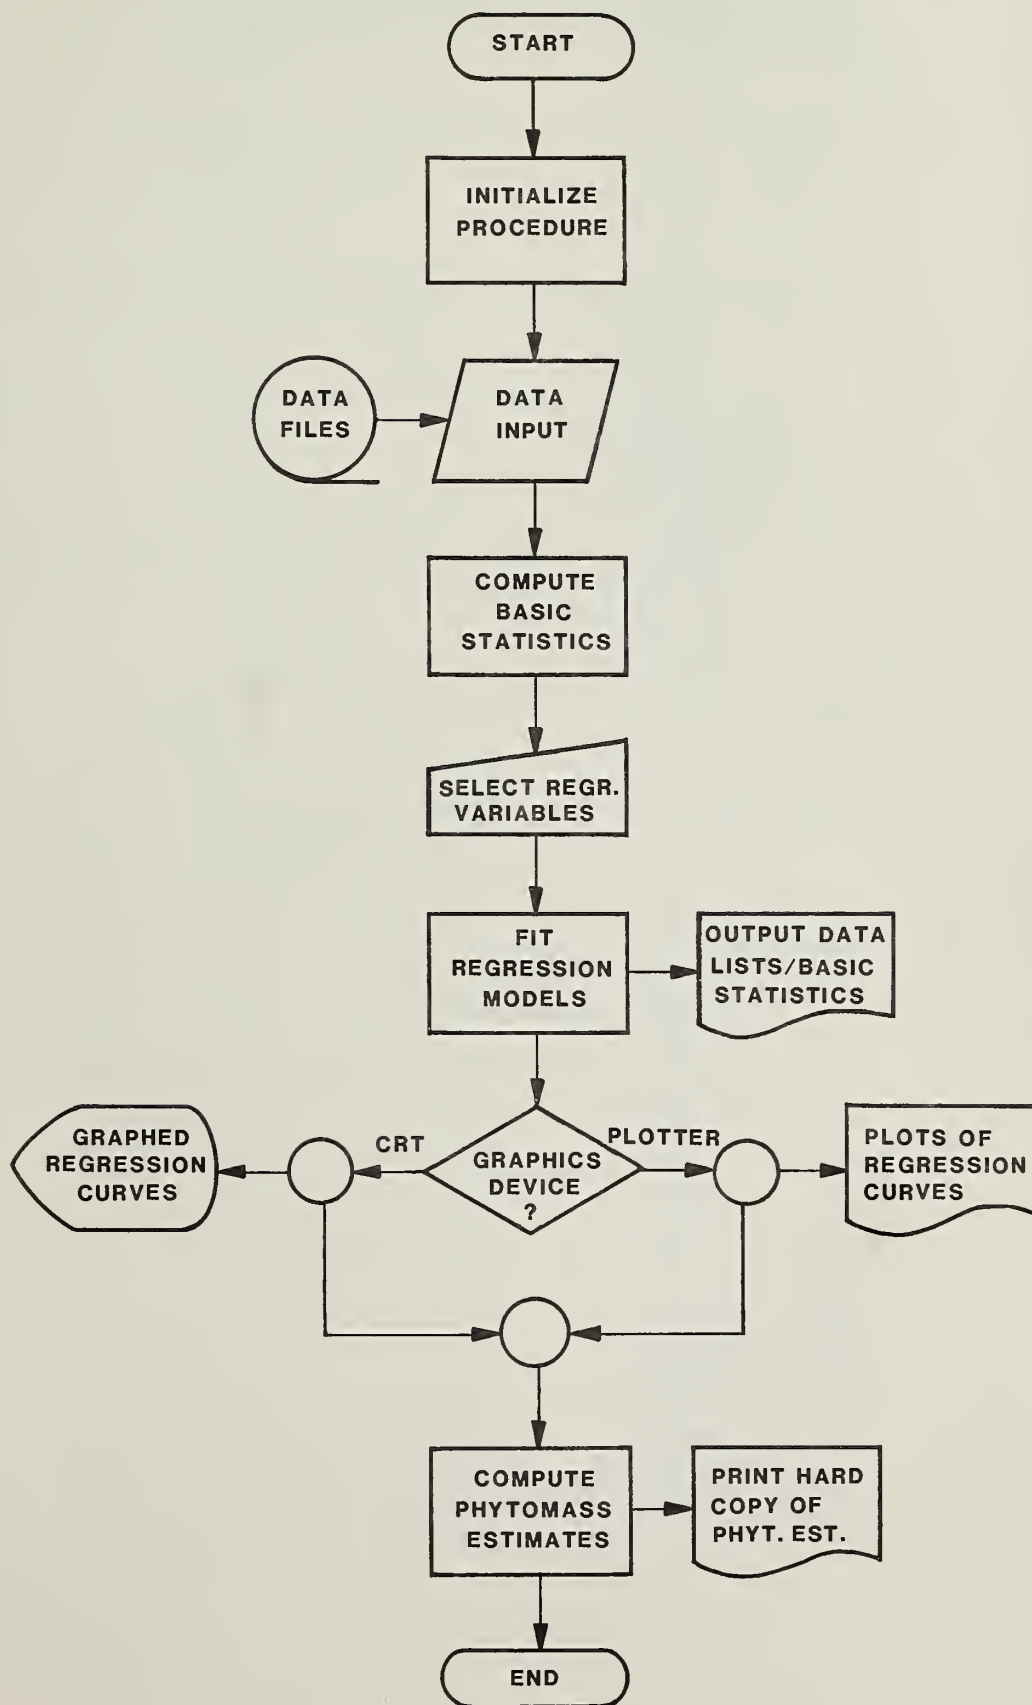 START
INITIALIZE
PROCEDURE
DATA
FILES
DATA
INPUT
COMPUTE
BASIC
STATISTICS
SELECT REGR.
VARIABLES
FIT
REGRESSION
MODELS
OUTPUT DATA
LISTS/BASIC
STATISTICS
GRAPHED
REGRESSION
CURVES
CRT
GRAPHICS
DEVICE
?
PLOTTER
PLOTS OF
REGRESSION
CURVES
COMPUTE
PHYTOMASS
ESTIMATES
PRINT HARD
COPY OF
PHYT. EST.
END